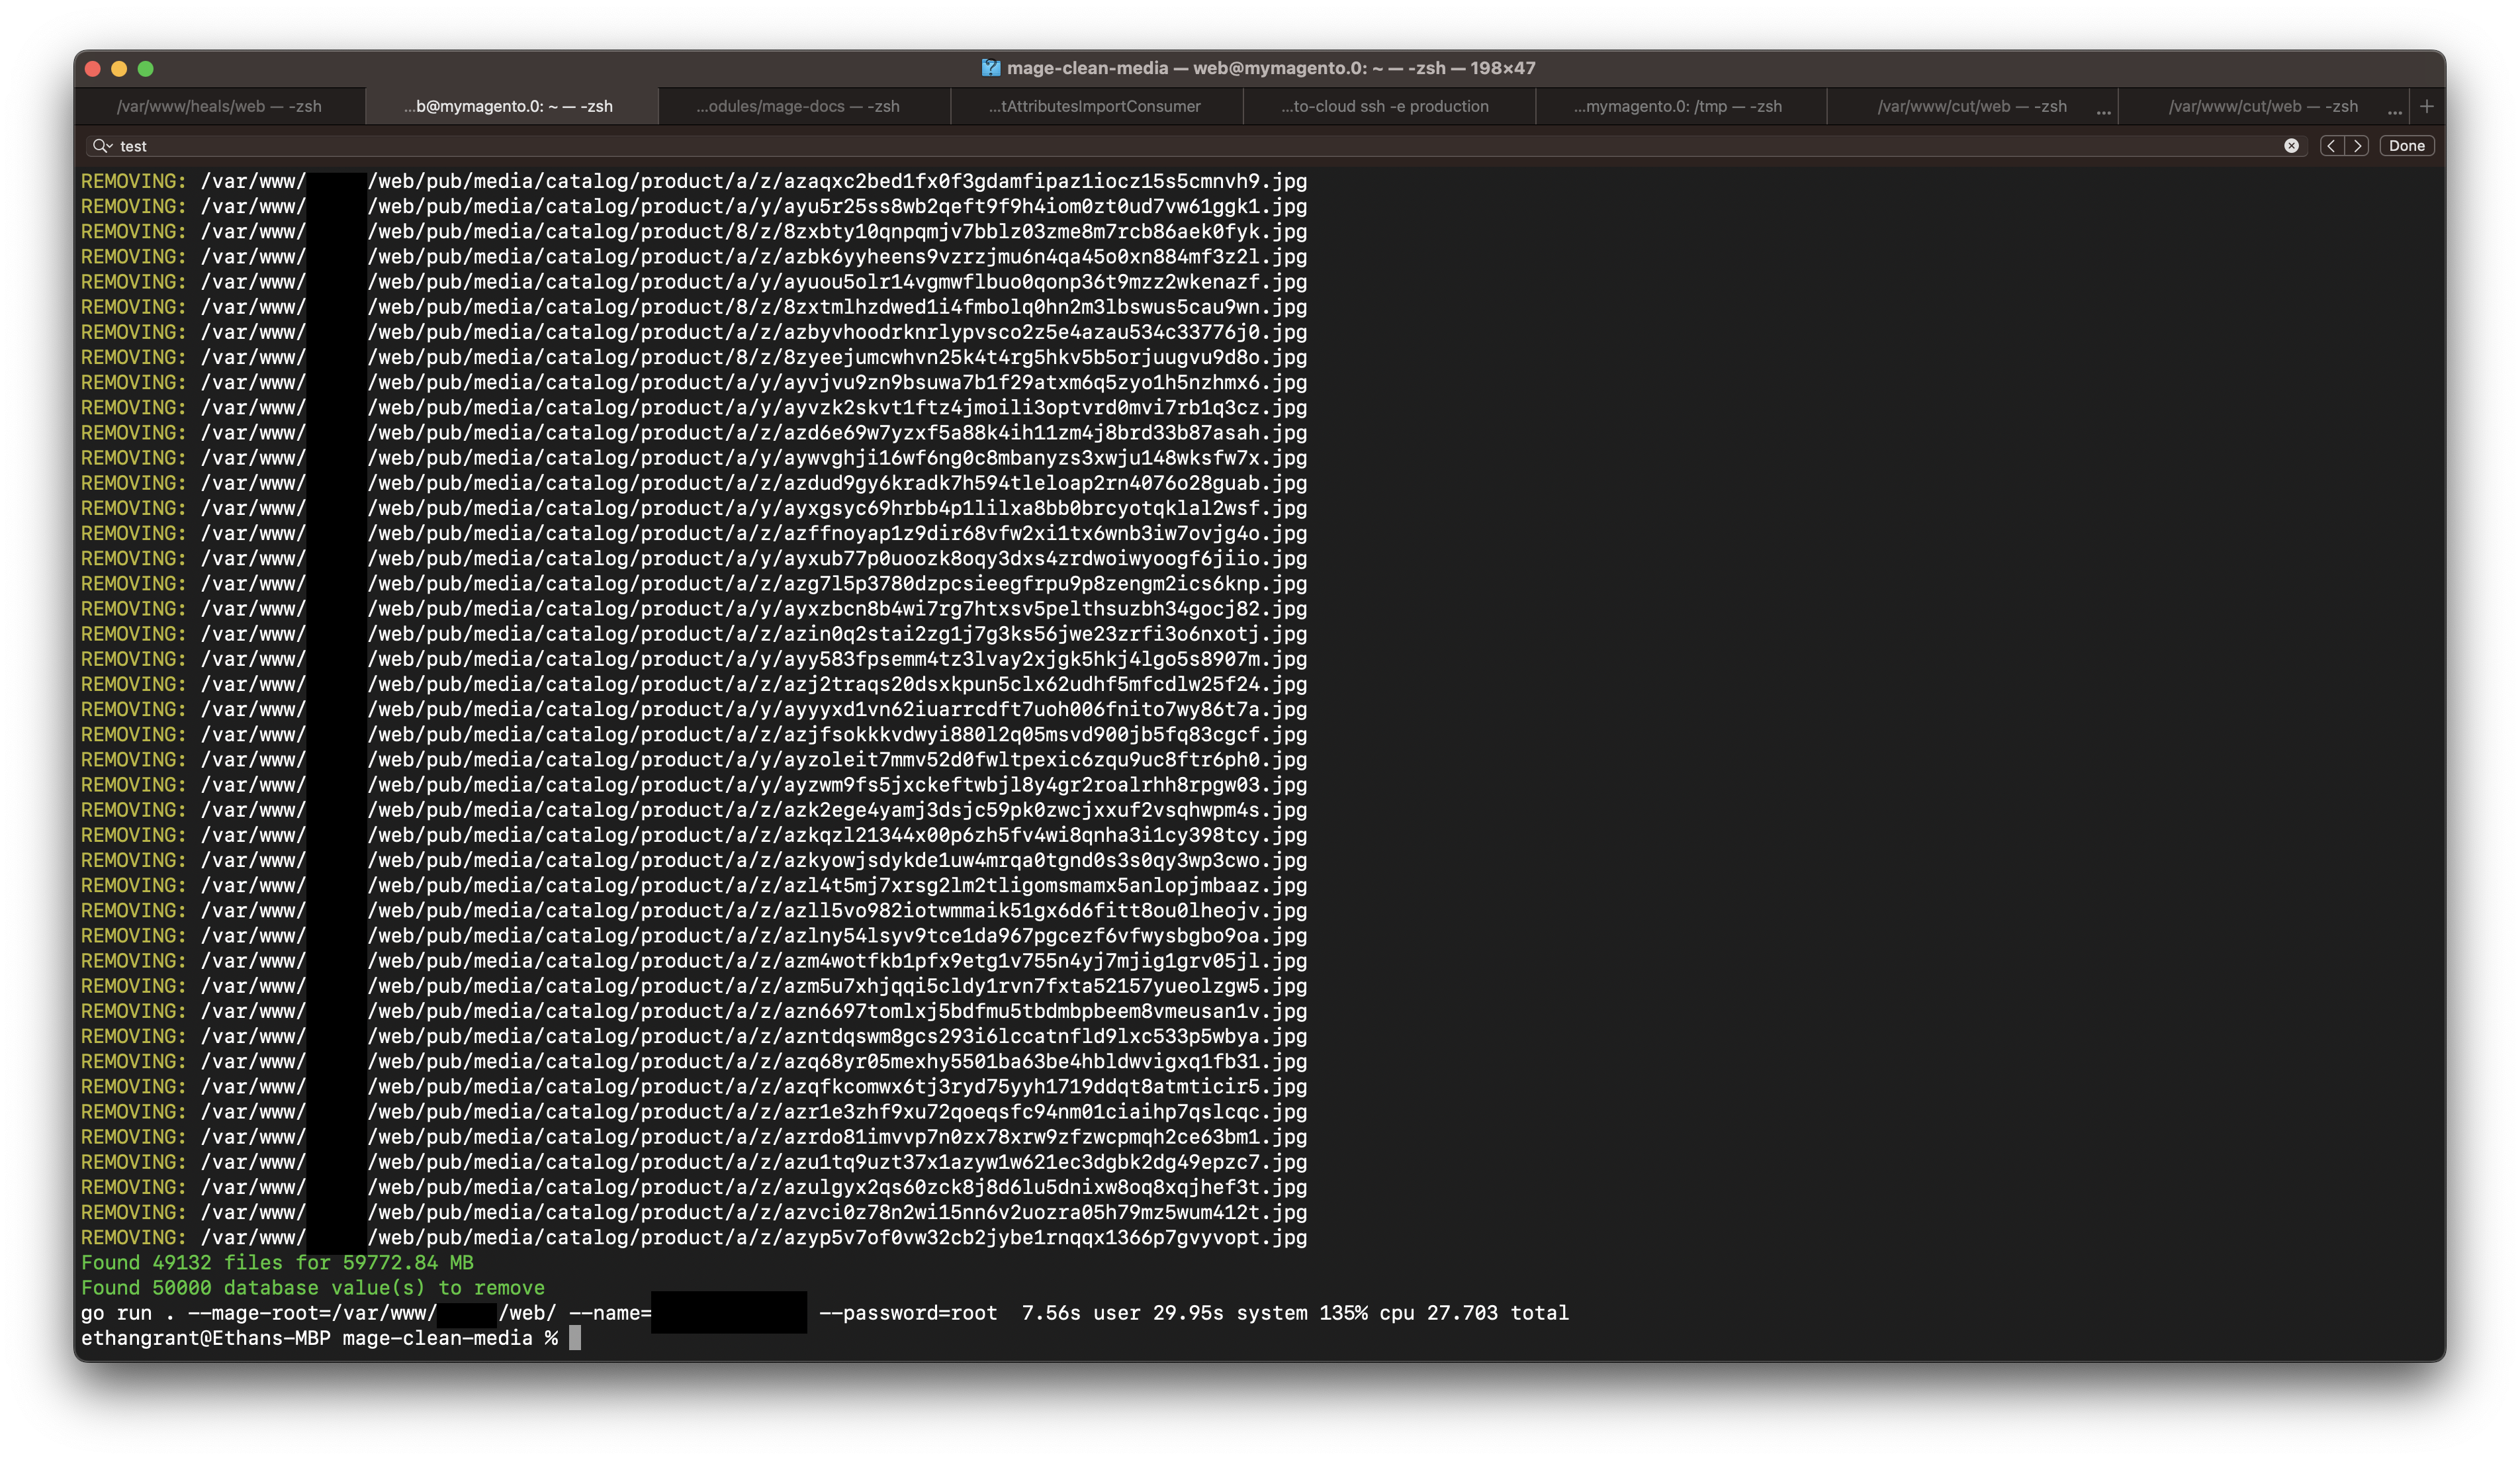 mage-clean-media — web@mymagento.0: ~ — -zsh — 198×47
/var/www/heals/web — -zsh
...b@mymagento.0: ~ — -zsh
...odules/mage-docs — -zsh
...tAttributesImportConsumer
...to-cloud ssh -e production
...mymagento.0: /tmp — -zsh
/var/www/cut/web — -zsh ...
/var/www/cut/web — -zsh ...
test
Done
REMOVING: /var/www/ /web/pub/media/catalog/product/a/z/azaqxc2bed1fx0f3gdamfipaz1iocz15s5cmnvh9.jpg
REMOVING: /var/www/ /web/pub/media/catalog/product/a/y/ayu5r25ss8wb2qeft9f9h4iom0zt0ud7vw61ggk1.jpg
REMOVING: /var/www/ /web/pub/media/catalog/product/8/z/8zxbty10qnpqmjv7bblz03zme8m7rcb86aek0fyk.jpg
REMOVING: /var/www/ /web/pub/media/catalog/product/a/z/azbk6yyheens9vzrzjmu6n4qa45o0xn884mf3z2l.jpg
REMOVING: /var/www/ /web/pub/media/catalog/product/a/y/ayuou5olr14vgmwflbuo0qonp36t9mzz2wkenazf.jpg
REMOVING: /var/www/ /web/pub/media/catalog/product/8/z/8zxtmlhzdwed1i4fmbolq0hn2m3lbswus5cau9wn.jpg
REMOVING: /var/www/ /web/pub/media/catalog/product/a/z/azbyvhoodrknrlypvsco2z5e4azau534c33776j0.jpg
REMOVING: /var/www/ /web/pub/media/catalog/product/8/z/8zyeejumcwhvn25k4t4rg5hkv5b5orjuugvu9d8o.jpg
REMOVING: /var/www/ /web/pub/media/catalog/product/a/y/ayvjvu9zn9bsuwa7b1f29atxm6q5zyo1h5nzhmx6.jpg
REMOVING: /var/www/ /web/pub/media/catalog/product/a/y/ayvzk2skvt1ftz4jmoili3optvrd0mvi7rb1q3cz.jpg
REMOVING: /var/www/ /web/pub/media/catalog/product/a/z/azd6e69w7yzxf5a88k4ih11zm4j8brd33b87asah.jpg
REMOVING: /var/www/ /web/pub/media/catalog/product/a/y/aywvghji16wf6ng0c8mbanyzs3xwju148wksfw7x.jpg
REMOVING: /var/www/ /web/pub/media/catalog/product/a/z/azdud9gy6kradk7h594tleloap2rn4076o28guab.jpg
REMOVING: /var/www/ /web/pub/media/catalog/product/a/y/ayxgsyc69hrbb4p1lilxa8bb0brcyotqklal2wsf.jpg
REMOVING: /var/www/ /web/pub/media/catalog/product/a/z/azffnoyap1z9dir68vfw2xi1tx6wnb3iw7ovjg4o.jpg
REMOVING: /var/www/ /web/pub/media/catalog/product/a/y/ayxub77p0uoozk8oqy3dxs4zrdwoiwyoogf6jiio.jpg
REMOVING: /var/www/ /web/pub/media/catalog/product/a/z/azg7l5p3780dzpcsieegfrpu9p8zengm2ics6knp.jpg
REMOVING: /var/www/ /web/pub/media/catalog/product/a/y/ayxzbcn8b4wi7rg7htxsv5pelthsuzbh34gocj82.jpg
REMOVING: /var/www/ /web/pub/media/catalog/product/a/z/azin0q2stai2zg1j7g3ks56jwe23zrfi3o6nxotj.jpg
REMOVING: /var/www/ /web/pub/media/catalog/product/a/y/ayy583fpsemm4tz3lvay2xjgk5hkj4lgo5s8907m.jpg
REMOVING: /var/www/ /web/pub/media/catalog/product/a/z/azj2traqs20dsxkpun5clx62udhf5mfcdlw25f24.jpg
REMOVING: /var/www/ /web/pub/media/catalog/product/a/y/ayyyxd1vn62iuarrcdft7uoh006fnito7wy86t7a.jpg
REMOVING: /var/www/ /web/pub/media/catalog/product/a/z/azjfsokkkvdwyi880l2q05msvd900jb5fq83cgcf.jpg
REMOVING: /var/www/ /web/pub/media/catalog/product/a/y/ayzoleit7mmv52d0fwltpexic6zqu9uc8ftr6ph0.jpg
REMOVING: /var/www/ /web/pub/media/catalog/product/a/y/ayzwm9fs5jxckeftwbjl8y4gr2roalrhh8rpgw03.jpg
REMOVING: /var/www/ /web/pub/media/catalog/product/a/z/azk2ege4yamj3dsjc59pk0zwcjxxuf2vsqhwpm4s.jpg
REMOVING: /var/www/ /web/pub/media/catalog/product/a/z/azkqzl21344x00p6zh5fv4wi8qnha3i1cy398tcy.jpg
REMOVING: /var/www/ /web/pub/media/catalog/product/a/z/azkyowjsdykde1uw4mrqa0tgnd0s3s0qy3wp3cwo.jpg
REMOVING: /var/www/ /web/pub/media/catalog/product/a/z/azl4t5mj7xrsg2lm2tligomsmamx5anlopjmbaaz.jpg
REMOVING: /var/www/ /web/pub/media/catalog/product/a/z/azll5vo982iotwmmaik51gx6d6fitt8ou0lheojv.jpg
REMOVING: /var/www/ /web/pub/media/catalog/product/a/z/azlny54lsyv9tce1da967pgcezf6vfwysbgbo9oa.jpg
REMOVING: /var/www/ /web/pub/media/catalog/product/a/z/azm4wotfkb1pfx9etg1v755n4yj7mjig1grv05jl.jpg
REMOVING: /var/www/ /web/pub/media/catalog/product/a/z/azm5u7xhjqqi5cldy1rvn7fxta52157yueolzgw5.jpg
REMOVING: /var/www/ /web/pub/media/catalog/product/a/z/azn6697tomlxj5bdfmu5tbdmbpbeem8vmeusan1v.jpg
REMOVING: /var/www/ /web/pub/media/catalog/product/a/z/azntdqswm8gcs293i6lccatnfld9lxc533p5wbya.jpg
REMOVING: /var/www/ /web/pub/media/catalog/product/a/z/azq68yr05mexhy5501ba63be4hbldwvigxq1fb31.jpg
REMOVING: /var/www/ /web/pub/media/catalog/product/a/z/azqfkcomwx6tj3ryd75yyh1719ddqt8atmticir5.jpg
REMOVING: /var/www/ /web/pub/media/catalog/product/a/z/azr1e3zhf9xu72qoeqsfc94nm01ciaihp7qslcqc.jpg
REMOVING: /var/www/ /web/pub/media/catalog/product/a/z/azrdo81imvvp7n0zx78xrw9zfzwcpmqh2ce63bm1.jpg
REMOVING: /var/www/ /web/pub/media/catalog/product/a/z/azu1tq9uzt37x1azyw1w621ec3dgbk2dg49epzc7.jpg
REMOVING: /var/www/ /web/pub/media/catalog/product/a/z/azulgyx2qs60zck8j8d6lu5dnixw8oq8xqjhef3t.jpg
REMOVING: /var/www/ /web/pub/media/catalog/product/a/z/azvci0z78n2wi15nn6v2uozra05h79mz5wum412t.jpg
REMOVING: /var/www/ /web/pub/media/catalog/product/a/z/azyp5v7of0vw32cb2jybe1rnqqx1366p7gvyvopt.jpg
Found 49132 files for 59772.84 MB
Found 50000 database value(s) to remove
go run . --mage-root=/var/www/ /web/ --name= --password=root 7.56s user 29.95s system 135% cpu 27.703 total
ethangrant@Ethans-MBP mage-clean-media %